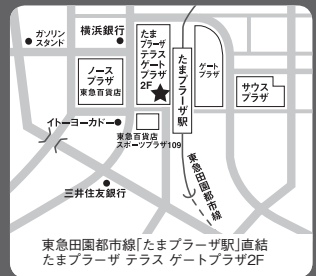 ガソリン
スタンド
横浜銀行
たま
プラーザ
テラス
ゲート
プラザ
2F
たまプラーザ駅
ゲート
プラザ
ノース
プラザ
東急百貨店
サウス
プラザ
イトーヨーカドー
東急百貨店
スポーツプラザ109
東急田園都市線
三井住友銀行
東急田園都市線「たまプラーザ駅」直結
たまプラーザ テラス ゲートプラザ2F